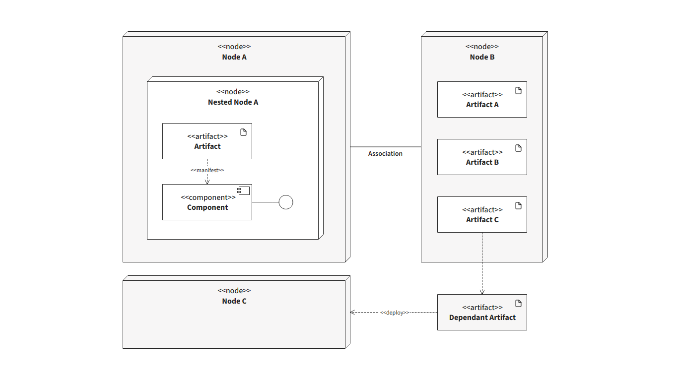 <<node>>
Node A
<<node>>
Nested Node A
<<artifact>>
Artifact
<<manifest>>
<<component>>
Component
Association
<<node>>
Node B
<<artifact>>
Artifact A
<<artifact>>
Artifact B
<<artifact>>
Artifact C
<<node>>
Node C
<<deploy>>
<<artifact>>
Dependant Artifact